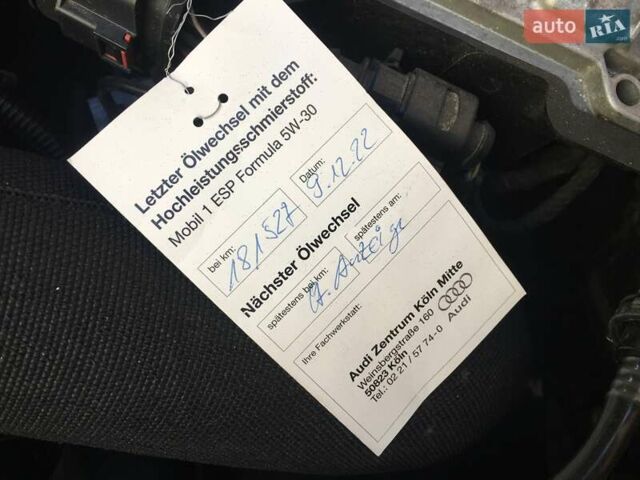 auto RIA.com
Letzter Ölwechsel mit dem
Hochleistungsschmierstoff:
Mobil 1 ESP Formula 5W-30
bei km: Datum:
181527 9.12.22
Nächster Ölwechsel
spätestens bei km: spätestens am:
lt. Anzeige
Ihre Fachwerkstatt:
Audi Zentrum Köln Mitte
Weinsbergstraße 160
50823 Köln
Tel.: 02 21 / 57 74-0
Audi